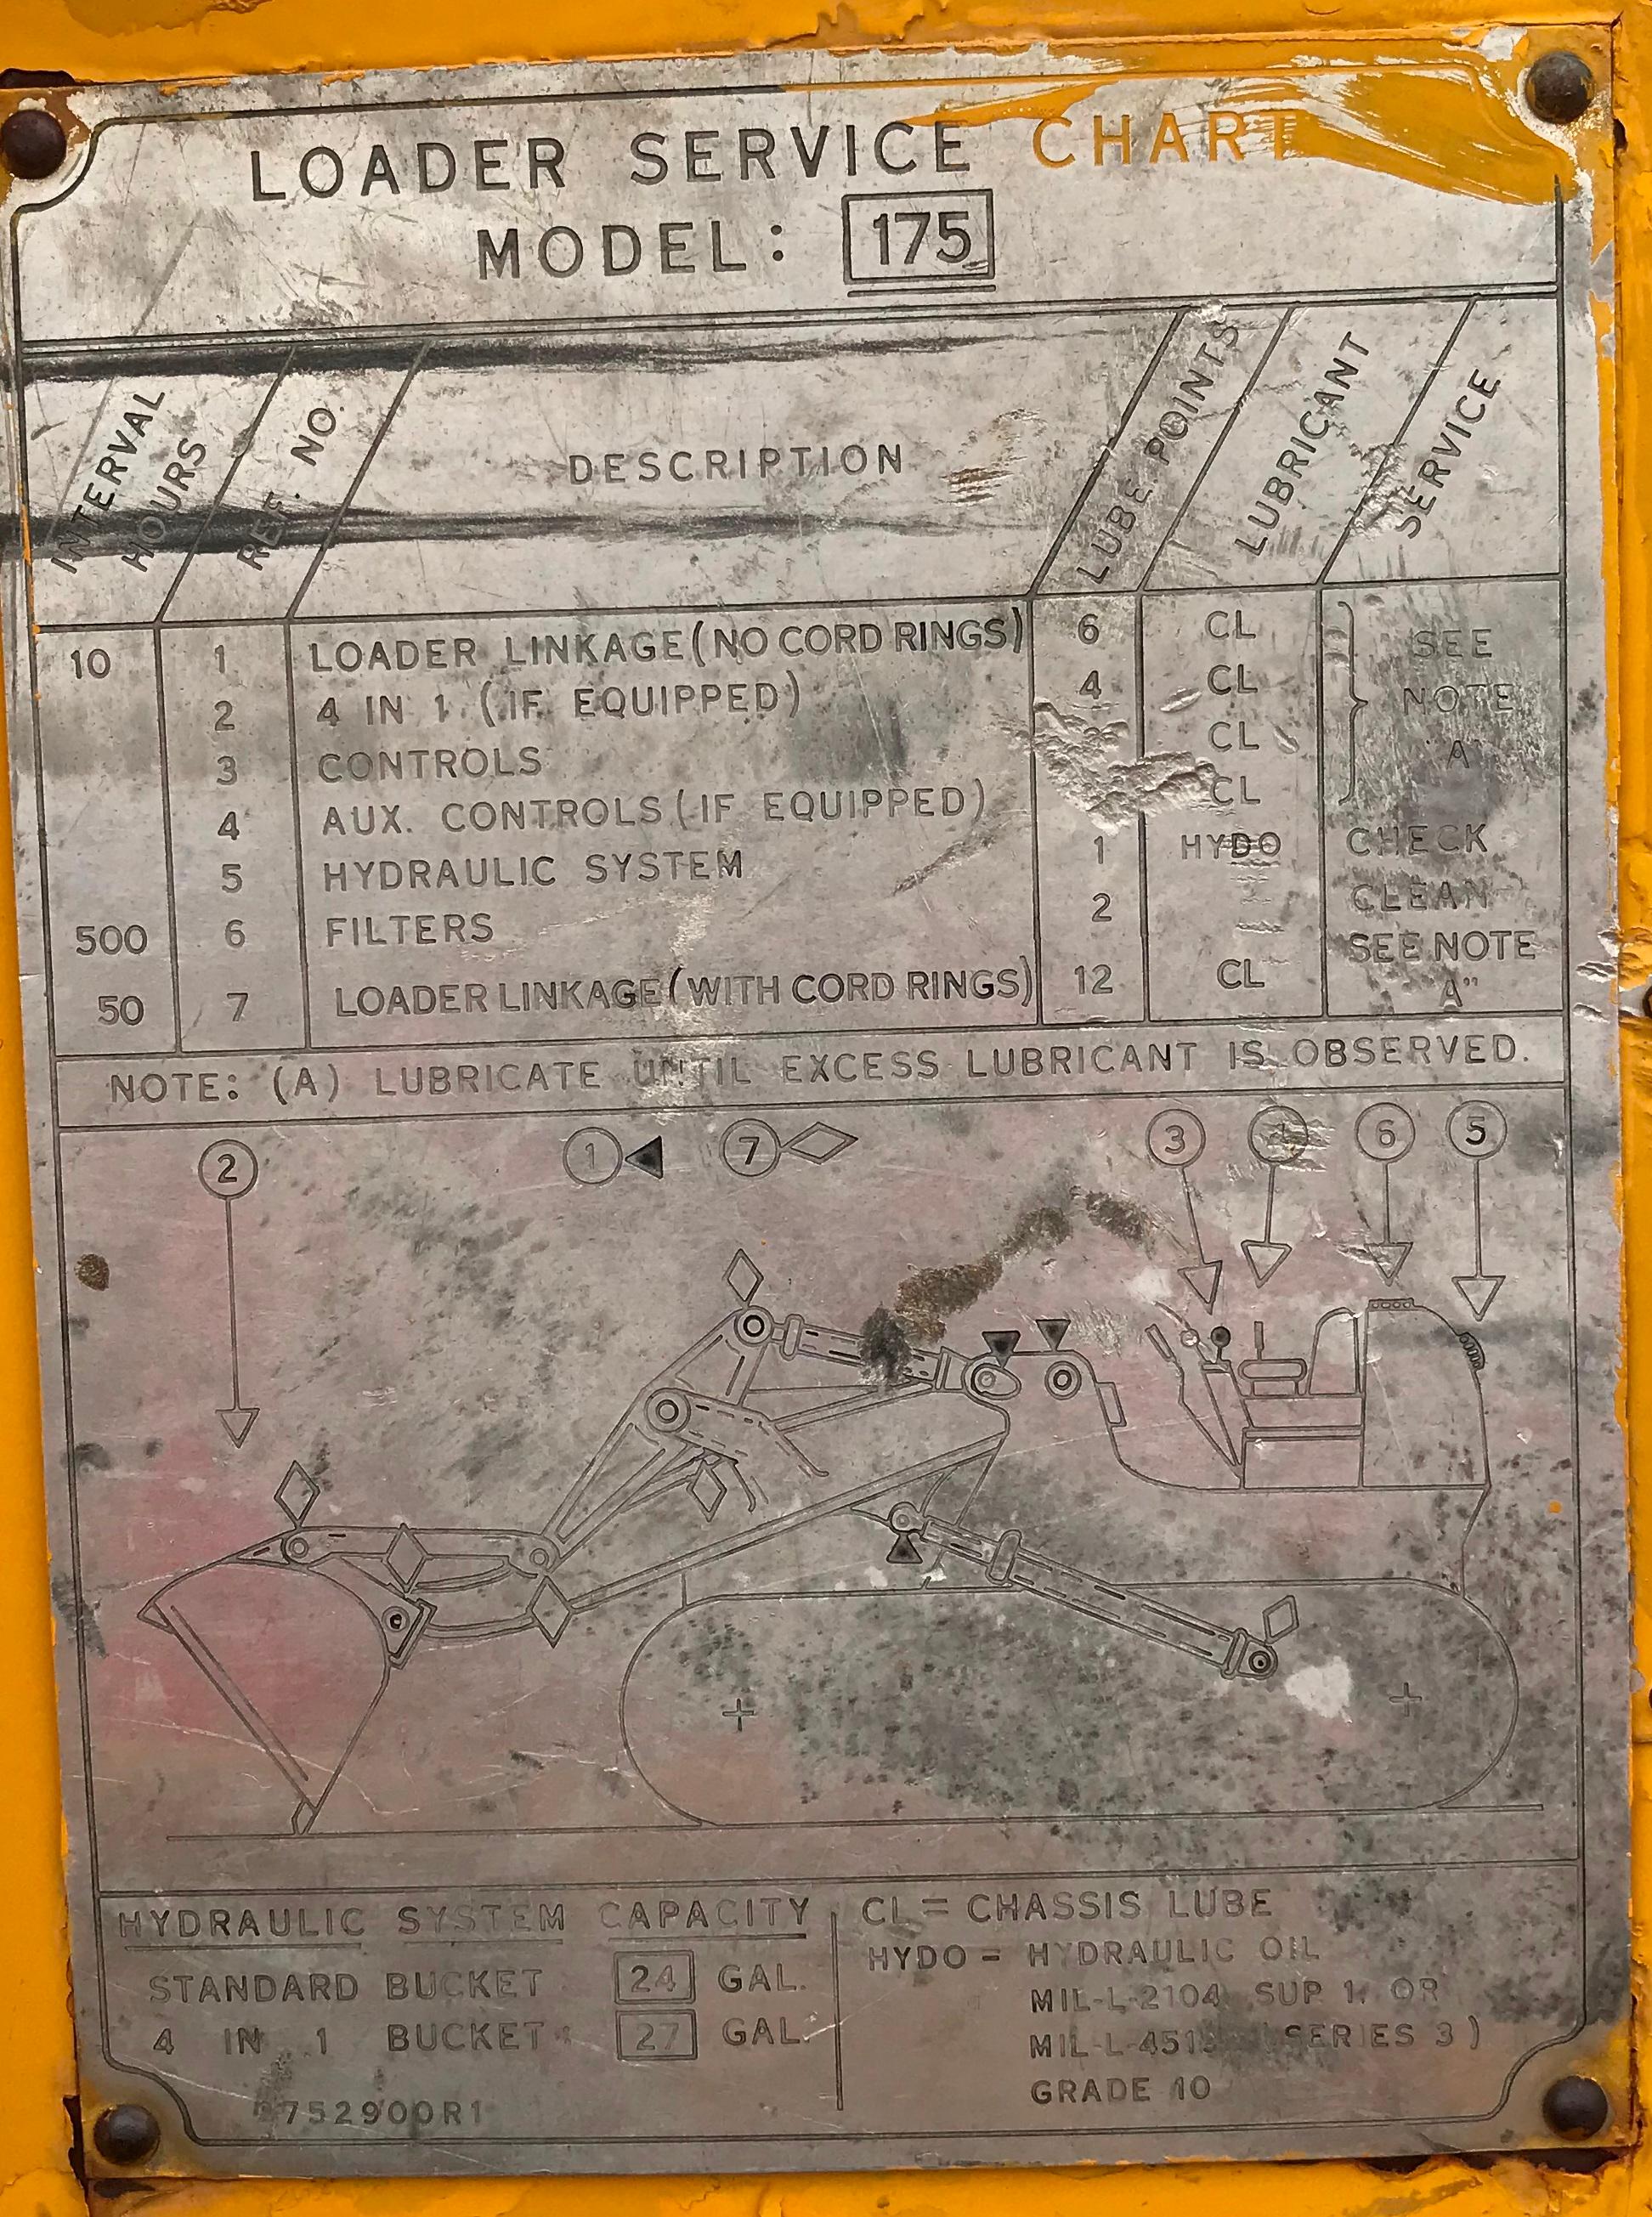 LOADER SERVICE CHART
MODEL: 175
INTERVAL HOURS REF. NO. DESCRIPTION LUBE POINTS LUBRICANT SERVICE
10 1 LOADER LINKAGE (NO CORD RINGS) 6 CL SEE
2 4 IN 1 (IF EQUIPPED) 4 CL NOTE
3 CONTROLS CL "A"
4 AUX. CONTROLS (IF EQUIPPED) CL
5 HYDRAULIC SYSTEM 1 HYDO CHECK
500 6 FILTERS 2 CLEAN
50 7 LOADER LINKAGE (WITH CORD RINGS) 12 CL SEE NOTE
A"
NOTE: (A) LUBRICATE UNTIL EXCESS LUBRICANT IS OBSERVED.
2 1 7 3 4 6 5
HYDRAULIC SYSTEM CAPACITY
STANDARD BUCKET 24 GAL.
4 IN 1 BUCKET 27 GAL.
752900R1
CL = CHASSIS LUBE
HYDO = HYDRAULIC OIL
MIL-L-2104 SUP 1. OR
SERIES 3)
GRADE 10